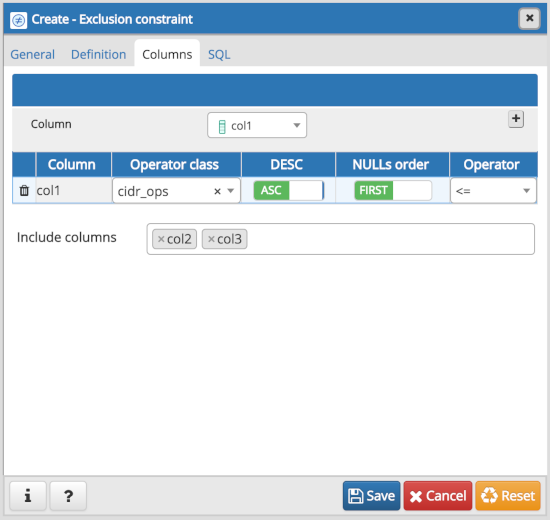 Create - Exclusion constraint
General Definition Columns SQL
Column col1
Column Operator class DESC NULLs order Operator
col1 cidr_ops × ASC FIRST <=
Include columns ×col2 ×col3
i ? Save Cancel Reset